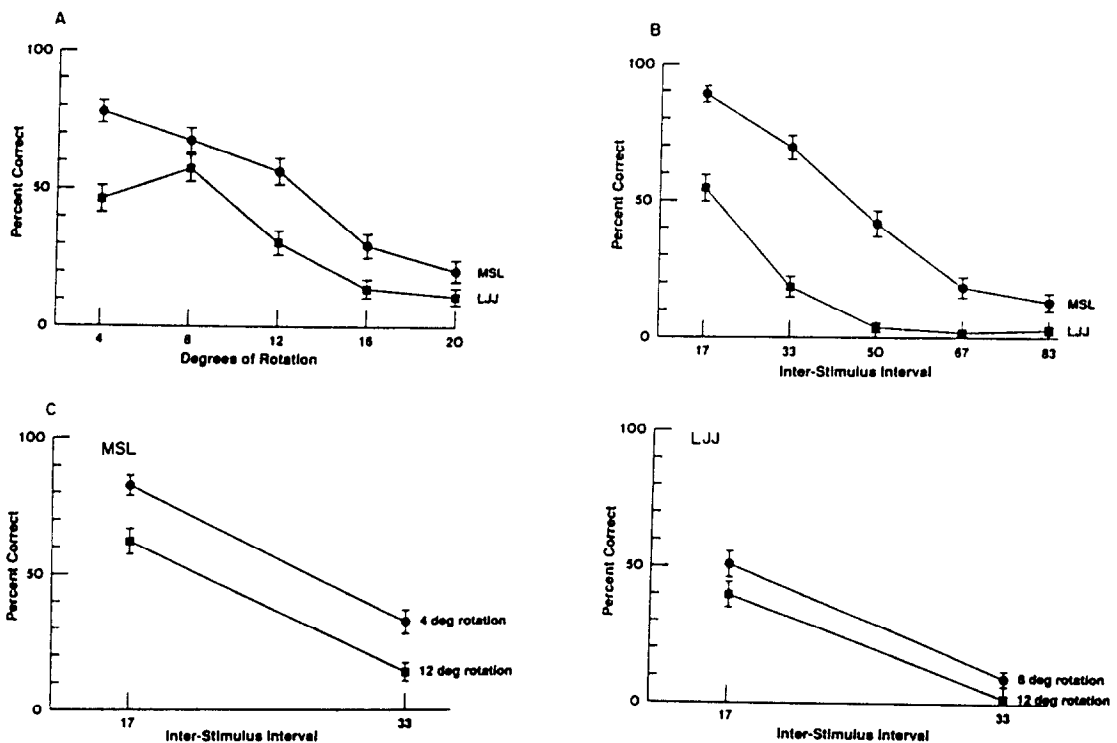 A
100
50
0
Percent Correct
MSL
LJJ
4
8
12
16
20
Degrees of Rotation
B
100
50
0
Percent Correct
MSL
LJJ
17
33
50
67
83
Inter-Stimulus Interval
C
MSL
100
50
0
Percent Correct
4 deg rotation
12 deg rotation
17
33
Inter-Stimulus Interval
LJJ
100
50
0
Percent Correct
8 deg rotation
12 deg rotation
17
33
Inter-Stimulus Interval